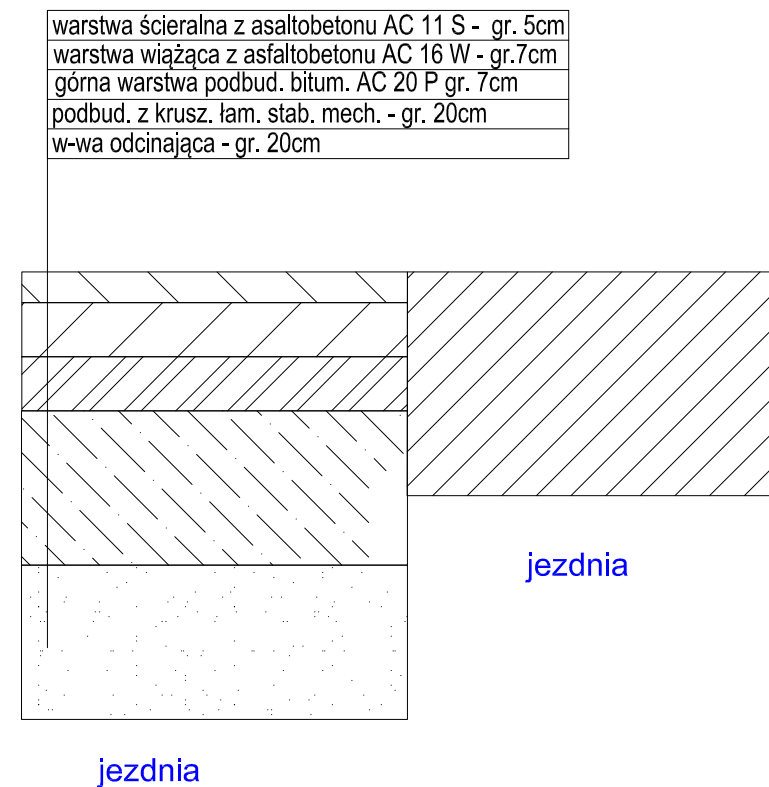 warstwa ścieralna z asaltobetonu AC 11 S - gr. 5cm
warstwa wiążąca z asfaltobetonu AC 16 W - gr.7cm
górna warstwa podbud. bitum. AC 20 P gr. 7cm
podbud. z krusz. łam. stab. mech. - gr. 20cm
w-wa odcinająca - gr. 20cm
jezdnia
jezdnia